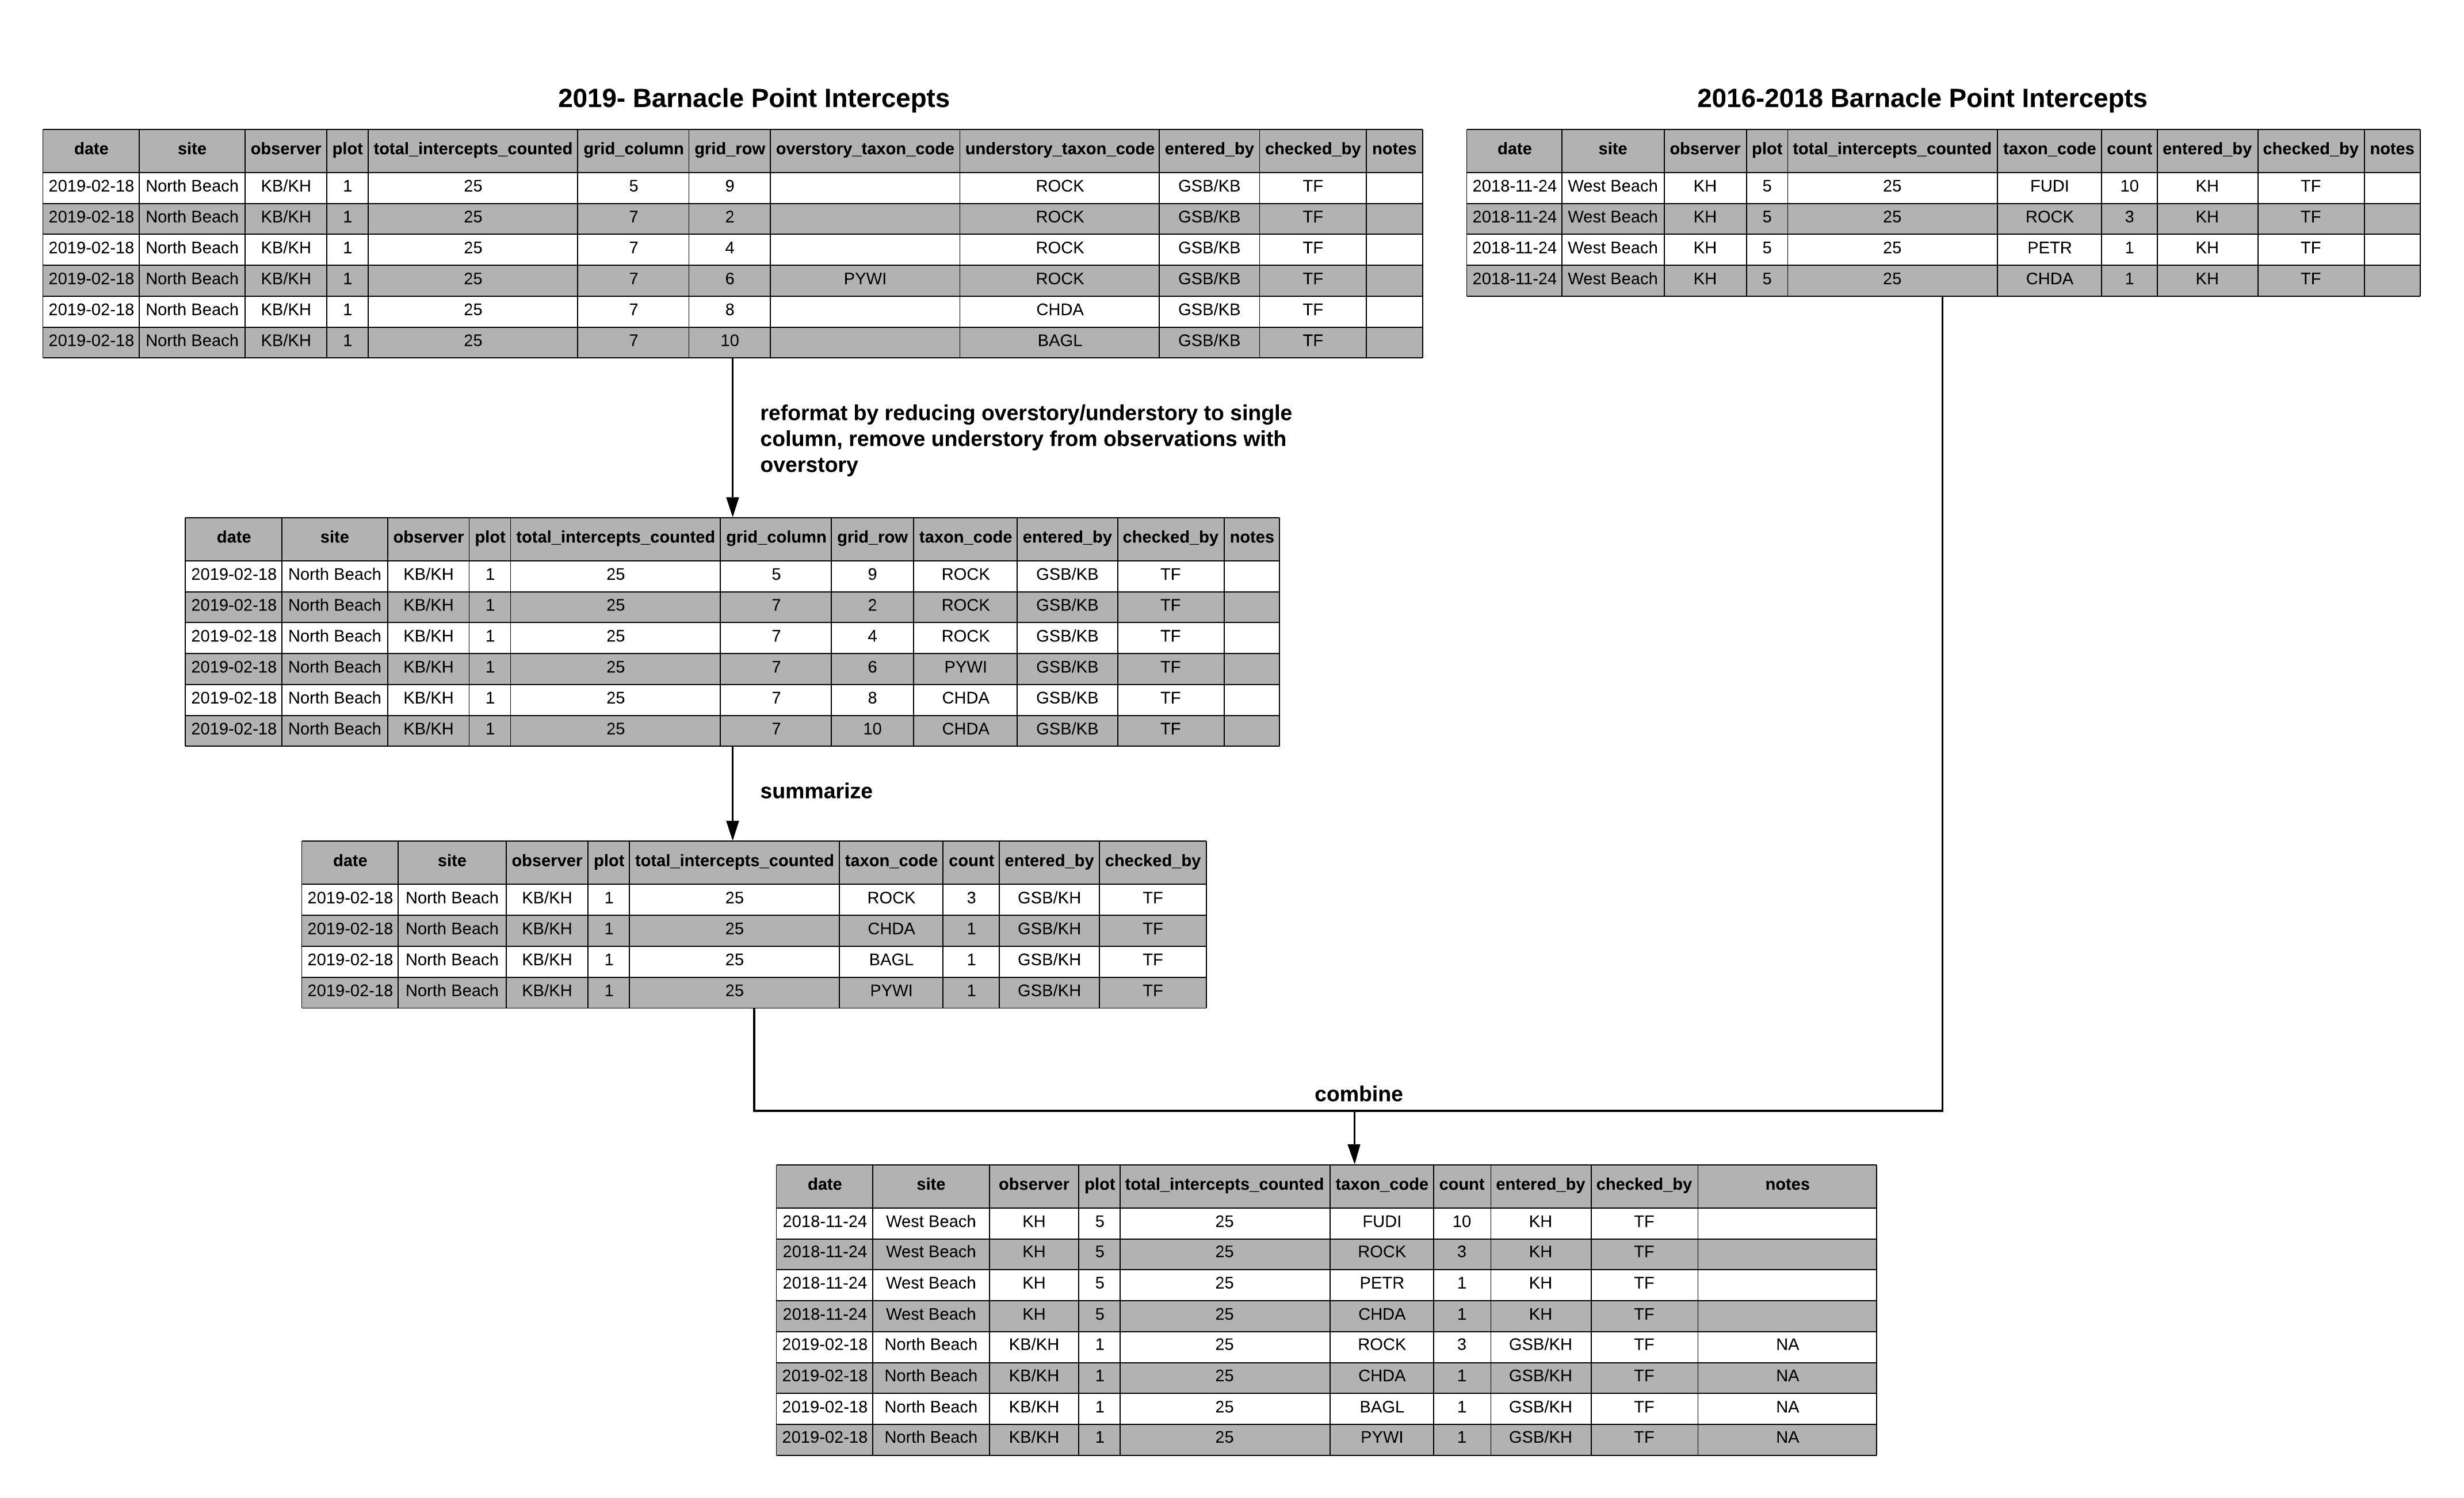 2019- Barnacle Point Intercepts
date site observer plot total_intercepts_counted grid_column grid_row overstory_taxon_code understory_taxon_code entered_by checked_by notes
2019-02-18 North Beach KB/KH 1 25 5 9 ROCK GSB/KB TF
2019-02-18 North Beach KB/KH 1 25 7 2 ROCK GSB/KB TF
2019-02-18 North Beach KB/KH 1 25 7 4 ROCK GSB/KB TF
2019-02-18 North Beach KB/KH 1 25 7 6 PYWI ROCK GSB/KB TF
2019-02-18 North Beach KB/KH 1 25 7 8 CHDA GSB/KB TF
2019-02-18 North Beach KB/KH 1 25 7 10 BAGL GSB/KB TF
2016-2018 Barnacle Point Intercepts
date site observer plot total_intercepts_counted taxon_code count entered_by checked_by notes
2018-11-24 West Beach KH 5 25 FUDI 10 KH TF
2018-11-24 West Beach KH 5 25 ROCK 3 KH TF
2018-11-24 West Beach KH 5 25 PETR 1 KH TF
2018-11-24 West Beach KH 5 25 CHDA 1 KH TF
reformat by reducing overstory/understory to single
column, remove understory from observations with
overstory
date site observer plot total_intercepts_counted grid_column grid_row taxon_code entered_by checked_by notes
2019-02-18 North Beach KB/KH 1 25 5 9 ROCK GSB/KB TF
2019-02-18 North Beach KB/KH 1 25 7 2 ROCK GSB/KB TF
2019-02-18 North Beach KB/KH 1 25 7 4 ROCK GSB/KB TF
2019-02-18 North Beach KB/KH 1 25 7 6 PYWI GSB/KB TF
2019-02-18 North Beach KB/KH 1 25 7 8 CHDA GSB/KB TF
2019-02-18 North Beach KB/KH 1 25 7 10 CHDA GSB/KB TF
summarize
date site observer plot total_intercepts_counted taxon_code count entered_by checked_by
2019-02-18 North Beach KB/KH 1 25 ROCK 3 GSB/KH TF
2019-02-18 North Beach KB/KH 1 25 CHDA 1 GSB/KH TF
2019-02-18 North Beach KB/KH 1 25 BAGL 1 GSB/KH TF
2019-02-18 North Beach KB/KH 1 25 PYWI 1 GSB/KH TF
combine
date site observer plot total_intercepts_counted taxon_code count entered_by checked_by notes
2018-11-24 West Beach KH 5 25 FUDI 10 KH TF
2018-11-24 West Beach KH 5 25 ROCK 3 KH TF
2018-11-24 West Beach KH 5 25 PETR 1 KH TF
2018-11-24 West Beach KH 5 25 CHDA 1 KH TF
2019-02-18 North Beach KB/KH 1 25 ROCK 3 GSB/KH TF NA
2019-02-18 North Beach KB/KH 1 25 CHDA 1 GSB/KH TF NA
2019-02-18 North Beach KB/KH 1 25 BAGL 1 GSB/KH TF NA
2019-02-18 North Beach KB/KH 1 25 PYWI 1 GSB/KH TF NA